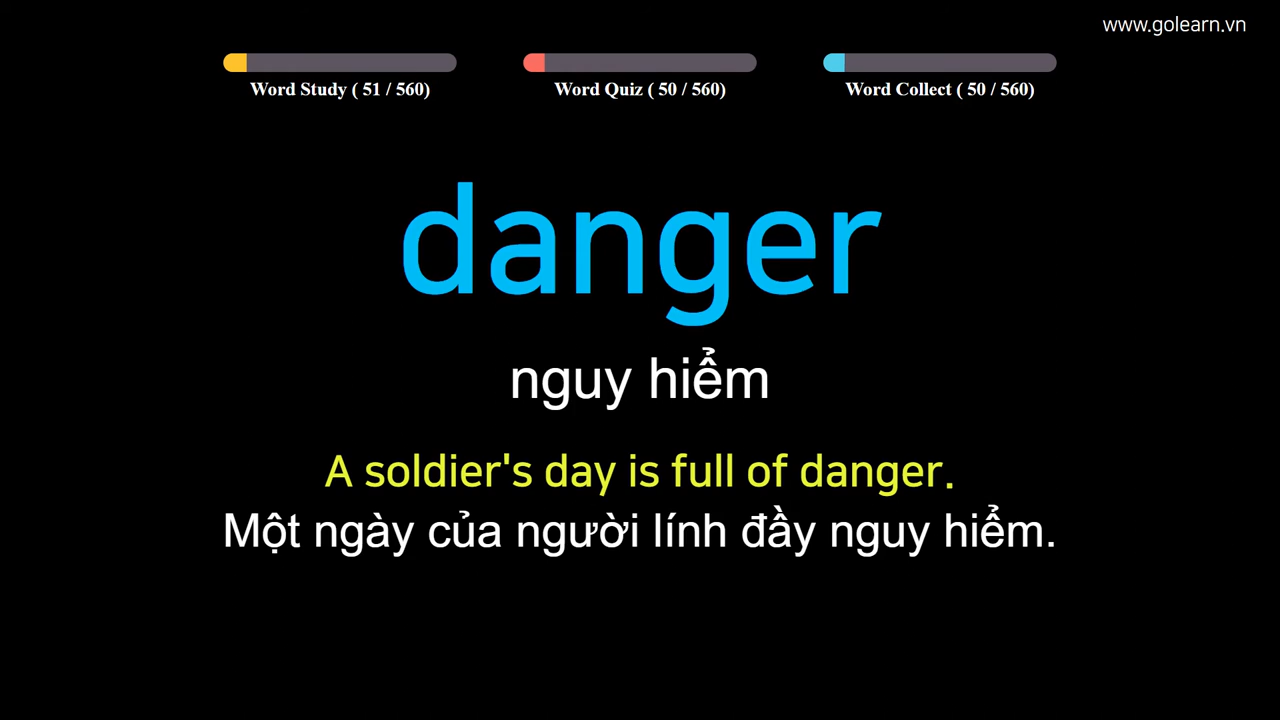 www.golearn.vn
Word Study ( 51 / 560)
Word Quiz ( 50 / 560)
Word Collect ( 50 / 560)
danger
nguy hiểm
A soldier's day is full of danger.
Một ngày của người lính đầy nguy hiểm.